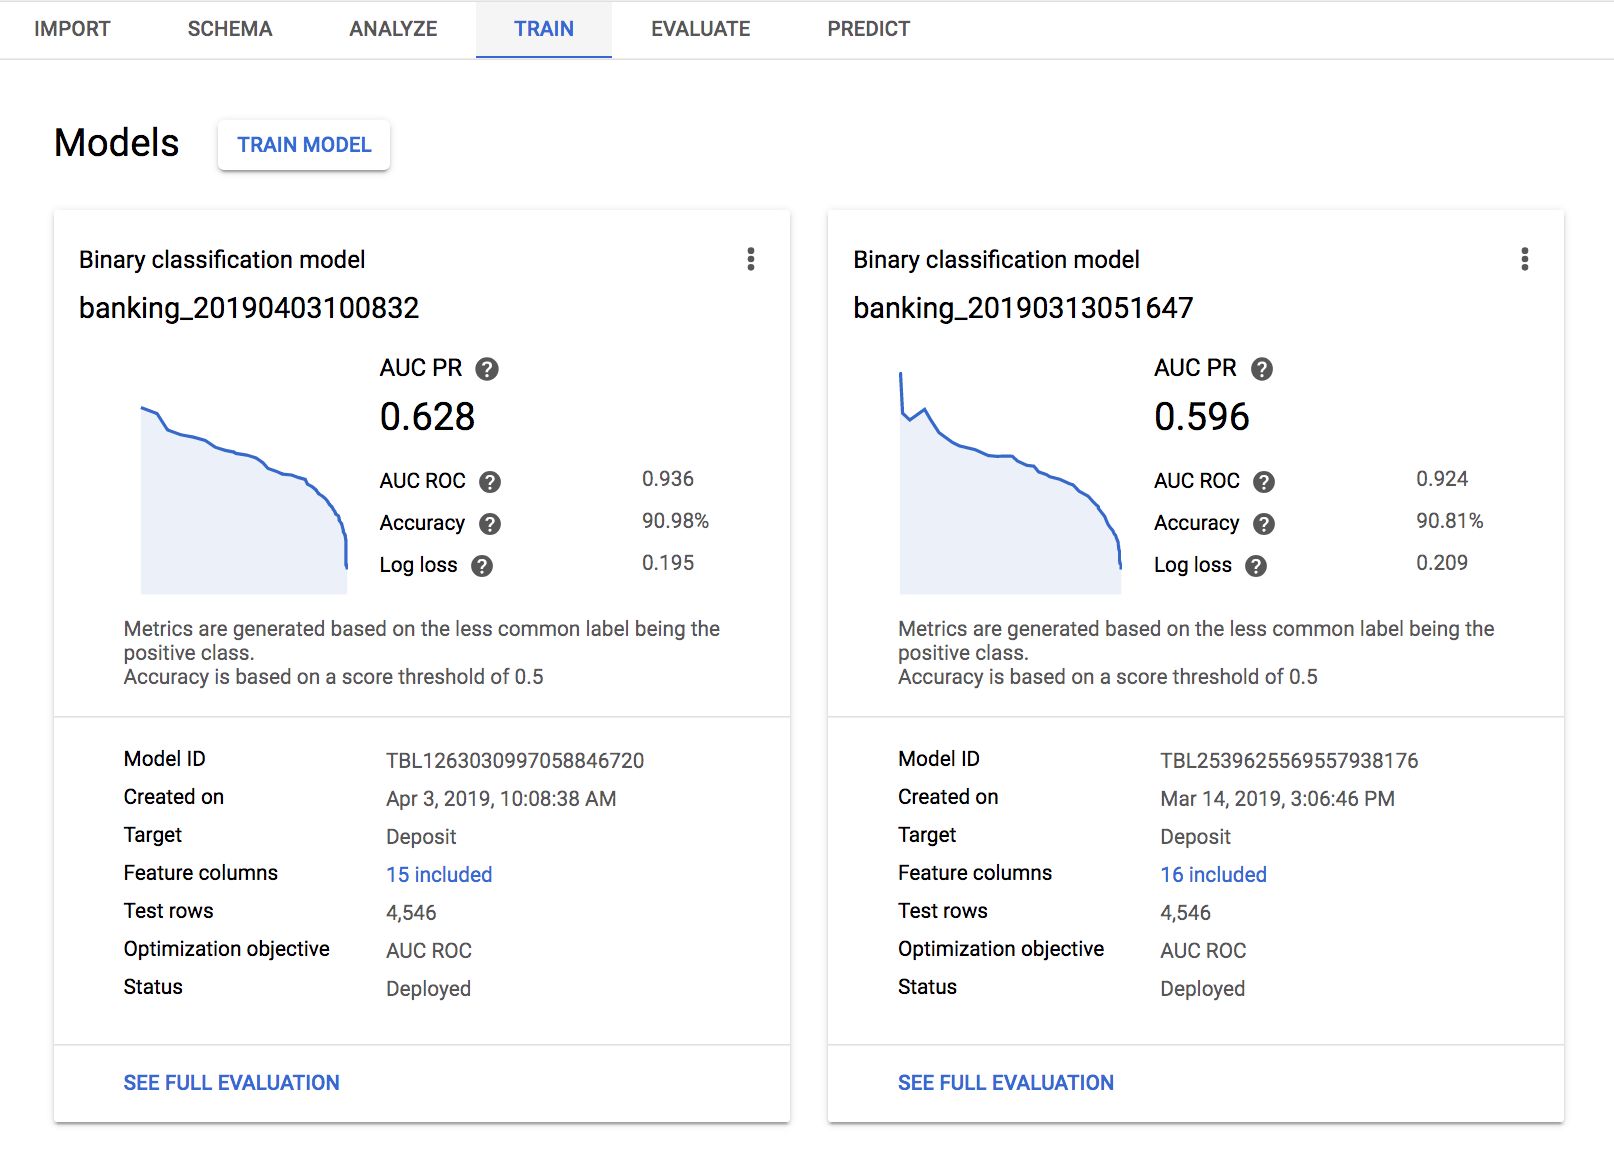 IMPORT SCHEMA ANALYZE TRAIN EVALUATE PREDICT
Models TRAIN MODEL
Binary classification model
banking_20190403100832
AUC PR ?
0.628
AUC ROC ? 0.936
Accuracy ? 90.98%
Log loss ? 0.195
Metrics are generated based on the less common label being the
positive class.
Accuracy is based on a score threshold of 0.5
Model ID TBL1263030997058846720
Created on Apr 3, 2019, 10:08:38 AM
Target Deposit
Feature columns 15 included
Test rows 4,546
Optimization objective AUC ROC
Status Deployed
SEE FULL EVALUATION
Binary classification model
banking_20190313051647
AUC PR ?
0.596
AUC ROC ? 0.924
Accuracy ? 90.81%
Log loss ? 0.209
Metrics are generated based on the less common label being the
positive class.
Accuracy is based on a score threshold of 0.5
Model ID TBL2539625569557938176
Created on Mar 14, 2019, 3:06:46 PM
Target Deposit
Feature columns 16 included
Test rows 4,546
Optimization objective AUC ROC
Status Deployed
SEE FULL EVALUATION